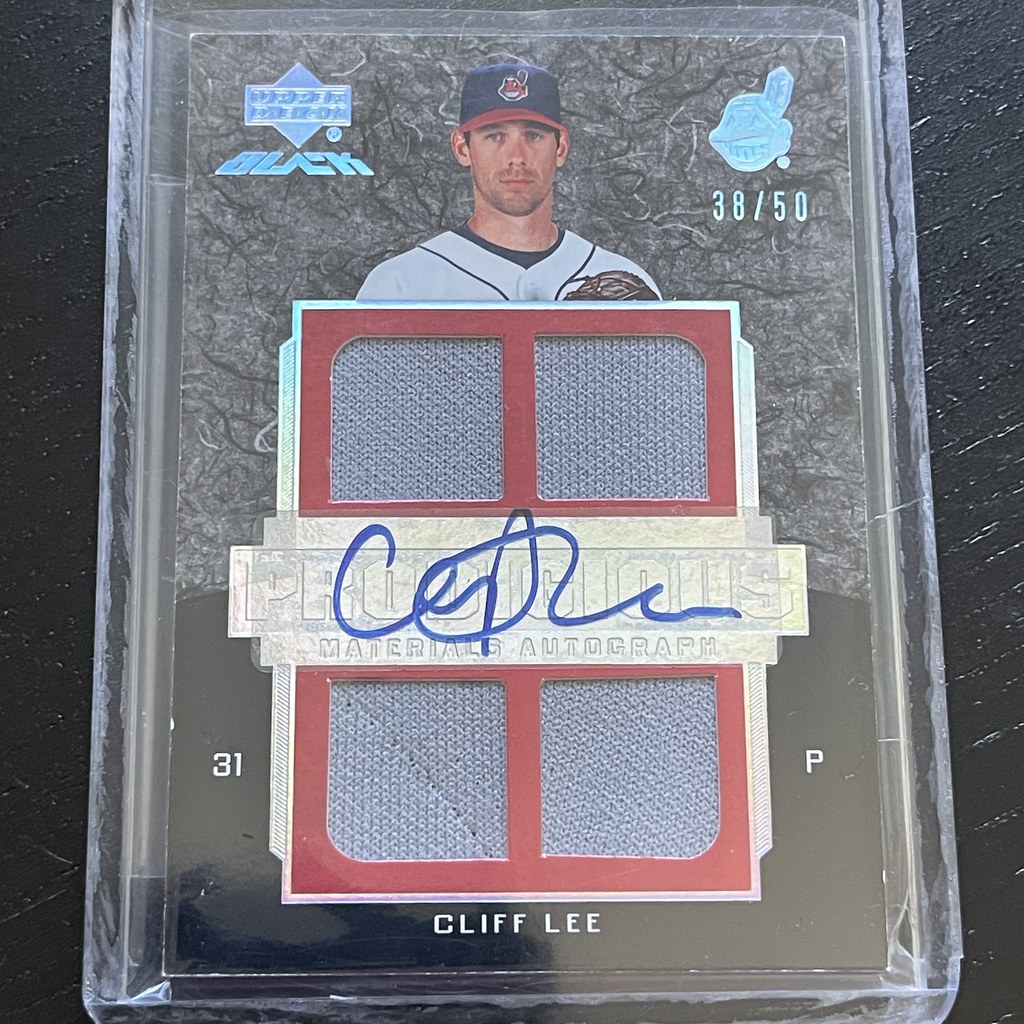 UPPER
DECK
®
BLACK
®
38/50
PRODIGIOUS
MATERIALS AUTOGRAPH
31
P
CLIFF LEE